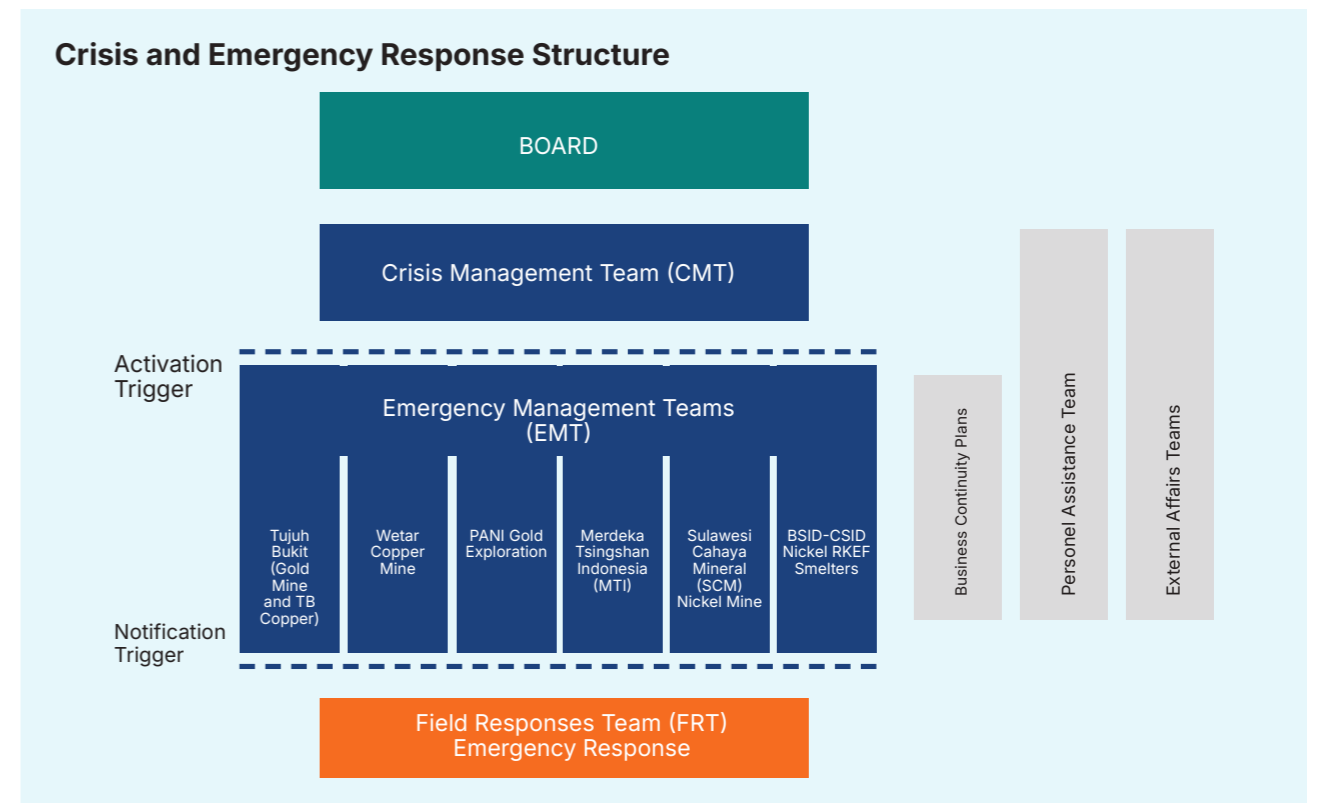 Crisis and Emergency Response Structure
BOARD
Crisis Management Team (CMT)
Activation
Trigger
Emergency Management Teams
(EMT)
Tujuh
Bukit
(Gold
Mine
and TB
Copper)
Wetar
Copper
Mine
PANI Gold
Exploration
Merdeka
Tsingshan
Indonesia
(MTI)
Sulawesi
Cahaya
Mineral
(SCM)
Nickel Mine
BSID-CSID
Nickel RKEF
Smelters
Notification
Trigger
Field Responses Team (FRT)
Emergency Response
Business Continuity Plans
Personel Assistance Team
External Affairs Teams